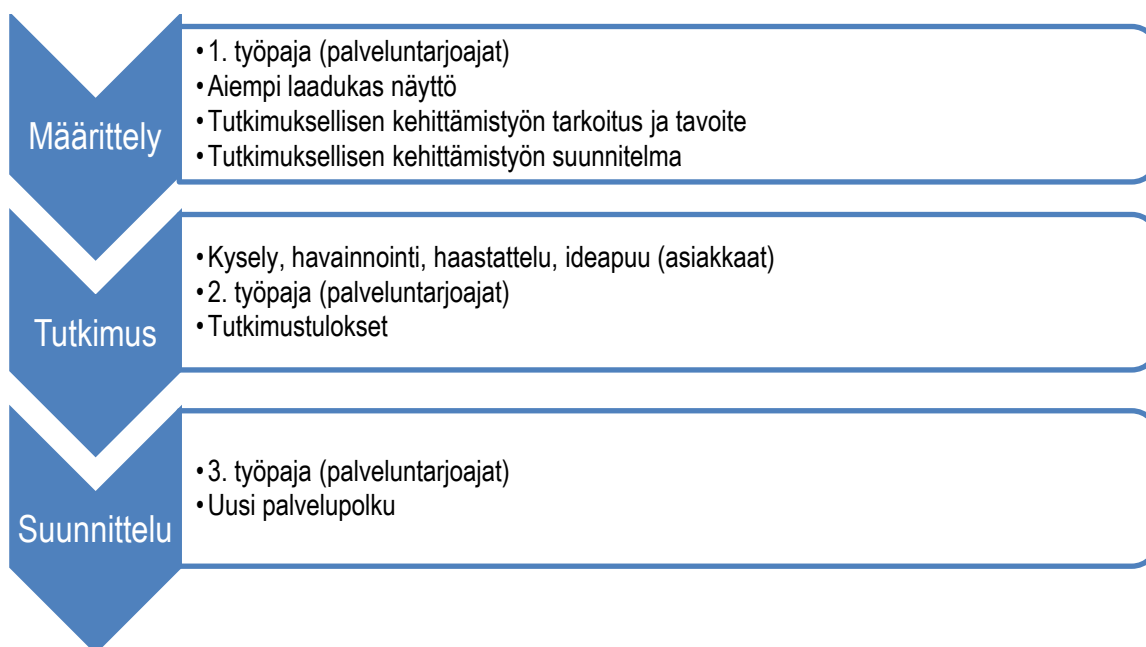 Määrittely
•1. työpaja (palveluntarjoajat)
•Aiempi laadukas näyttö
•Tutkimuksellisen kehittämistyön tarkoitus ja tavoite
•Tutkimuksellisen kehittämistyön suunnitelma
Tutkimus
•Kysely, havainnointi, haastattelu, ideapuu (asiakkaat)
•2. työpaja (palveluntarjoajat)
•Tutkimustulokset
Suunnittelu
•3. työpaja (palveluntarjoajat)
•Uusi palvelupolku